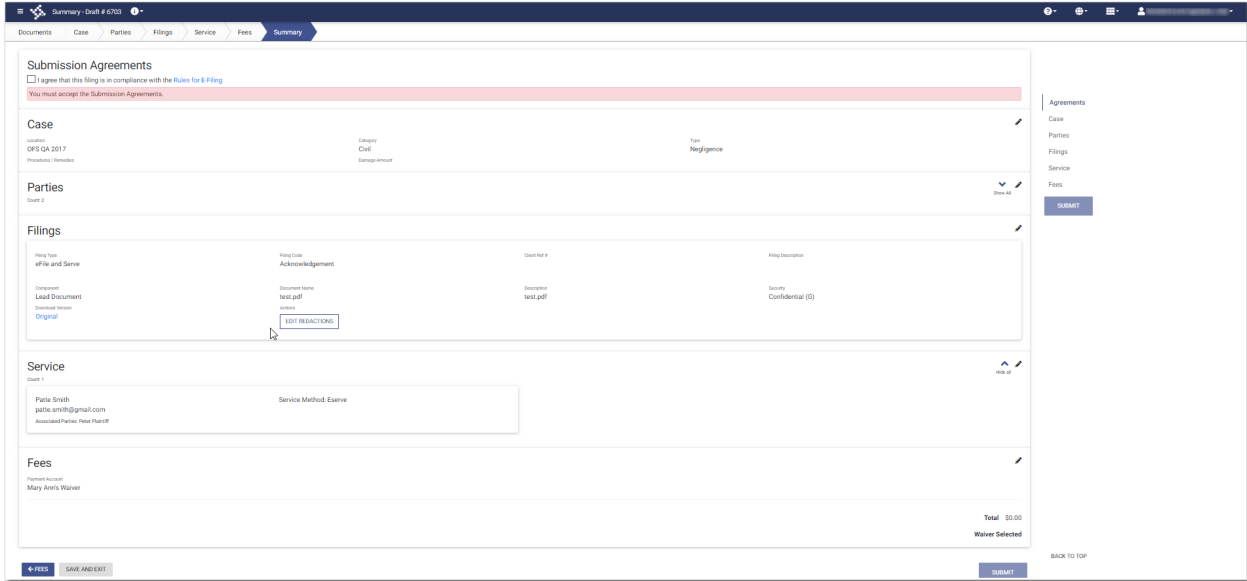 Summary - Draft # 6703
Documents Case Parties Filings Service Fees Summary
Submission Agreements
I agree that this filing is in compliance with the Rules for E-Filing
You must accept the Submission Agreements.
Agreements
Case
Parties
Filings
Service
Fees
SUBMIT
Case
Location Category Type
OFS QA 2017 Civil Negligence
Procedures / Remedies Damage Amount
Parties
Count: 2
Show All
Filings
Filing Type Filing Code Client Ref # Filing Description
eFile and Serve Acknowledgement
Component Document Name Description Security
Lead Document test.pdf test.pdf Confidential (G)
Download Version Actions
Original EDIT REDACTIONS
Service
Count: 1
Hide all
Patte Smith Service Method: Eserve
patte.smith@gmail.com
Associated Parties: Peter Plaintiff
Fees
Payment Account
Mary Ann's Waiver
Total $0.00
Waiver Selected
BACK TO TOP
FEES SAVE AND EXIT SUBMIT